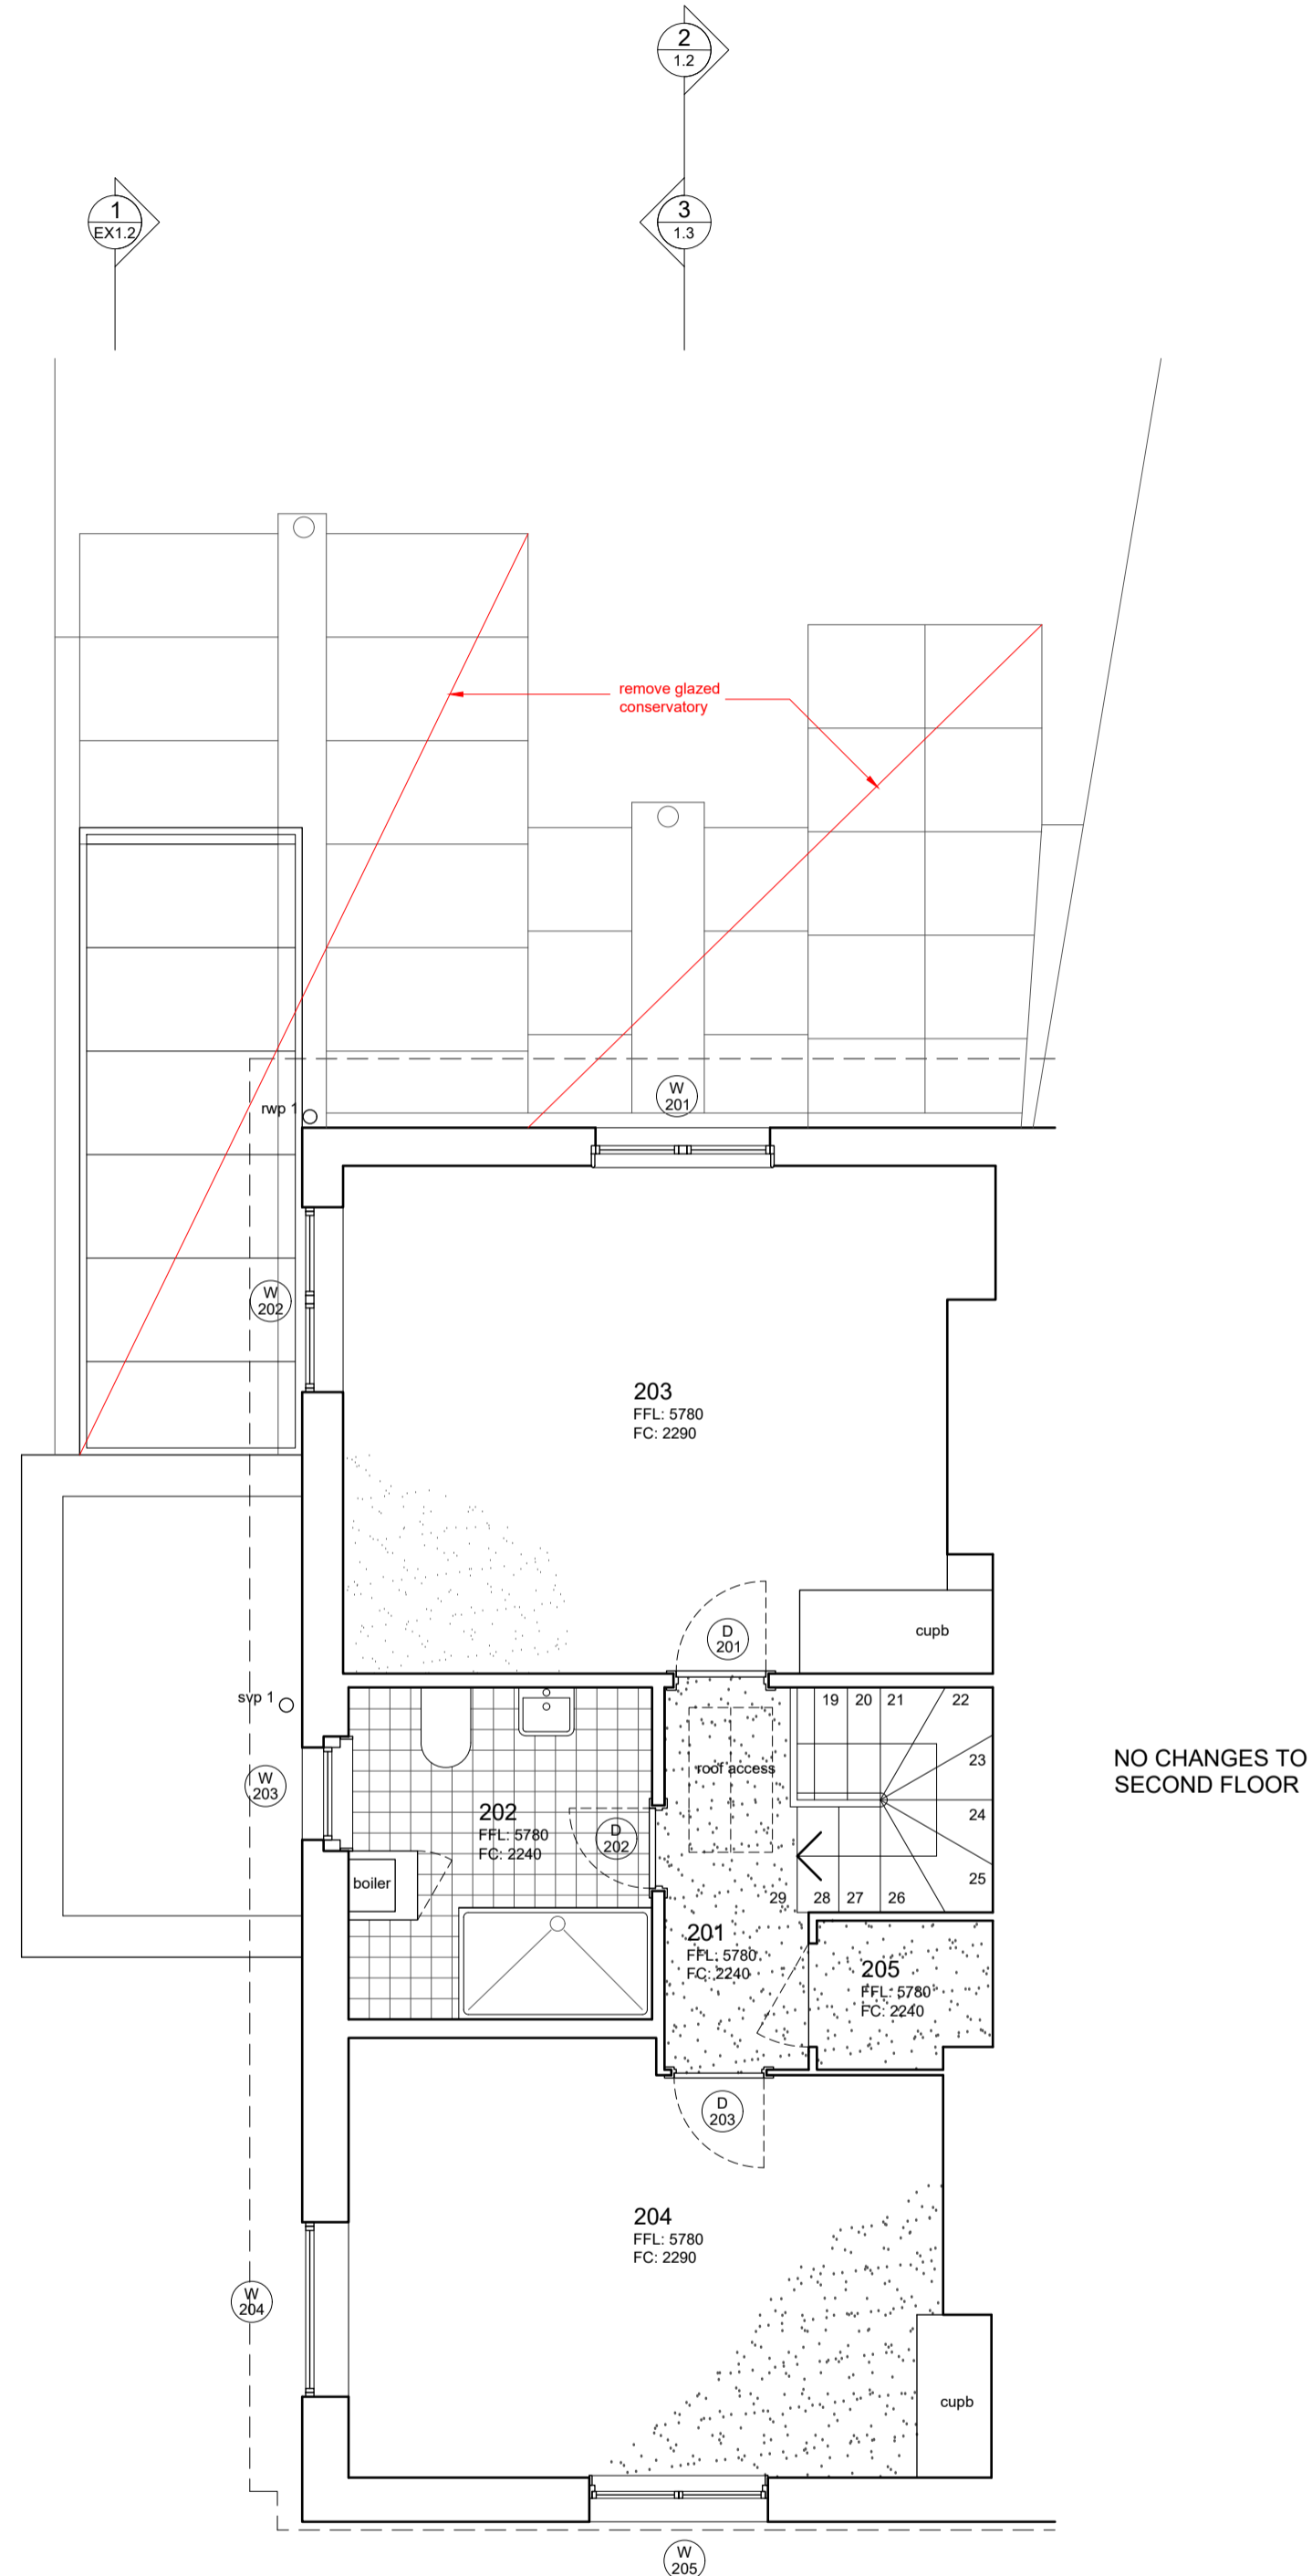 2
1.2
1
EX1.2
3
1.3
remove glazed
conservatory
W
201
rwp 1
W
202
203
FFL: 5780
FC: 2290
cupb
D
201
svp 1
19 20 21 22
23
24
25
29 28 27 26
roof access
NO CHANGES TO
SECOND FLOOR
W
203
202
FFL: 5780
FC: 2240
D
202
boiler
201
FFL: 5780
FC: 2240
205
FFL: 5780
FC: 2240
D
203
204
FFL: 5780
FC: 2290
W
204
cupb
W
205